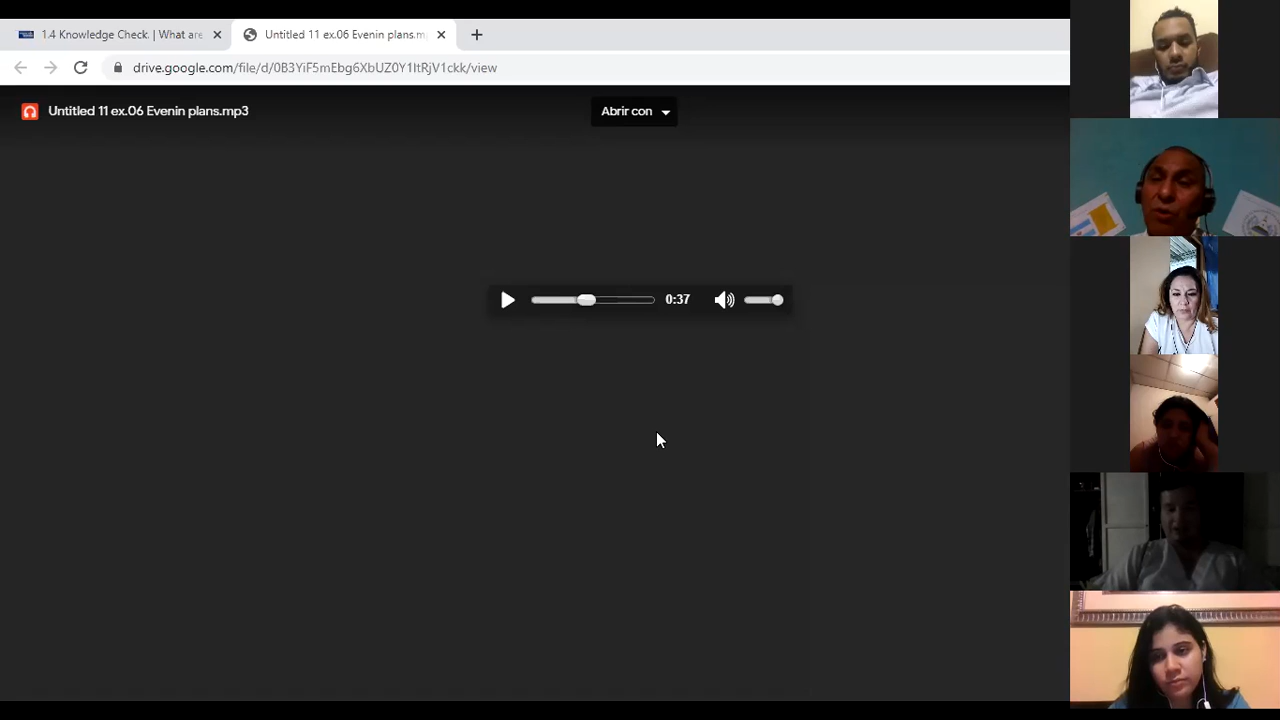 1.4 Knowledge Check. | What are
Untitled 11 ex.06 Evenin plans.m
drive.google.com/file/d/0B3YiF5mEbg6XbUZ0Y1ItRjV1ckk/view
Untitled 11 ex.06 Evenin plans.mp3
Abrir con
0:37